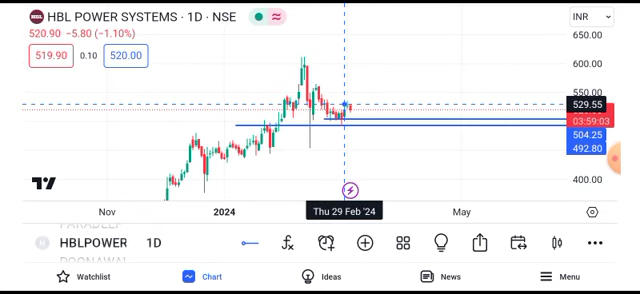 HBL POWER SYSTEMS · 1D · NSE
INR
520.90 −5.80 (−1.10%)
519.90 0.10 520.00
650.00
600.00
550.00
529.55
03:59:03
504.25
492.80
400.00
Nov 2024 Thu 29 Feb '24 May
H HBLPOWER 1D
Watchlist Chart Ideas News Menu